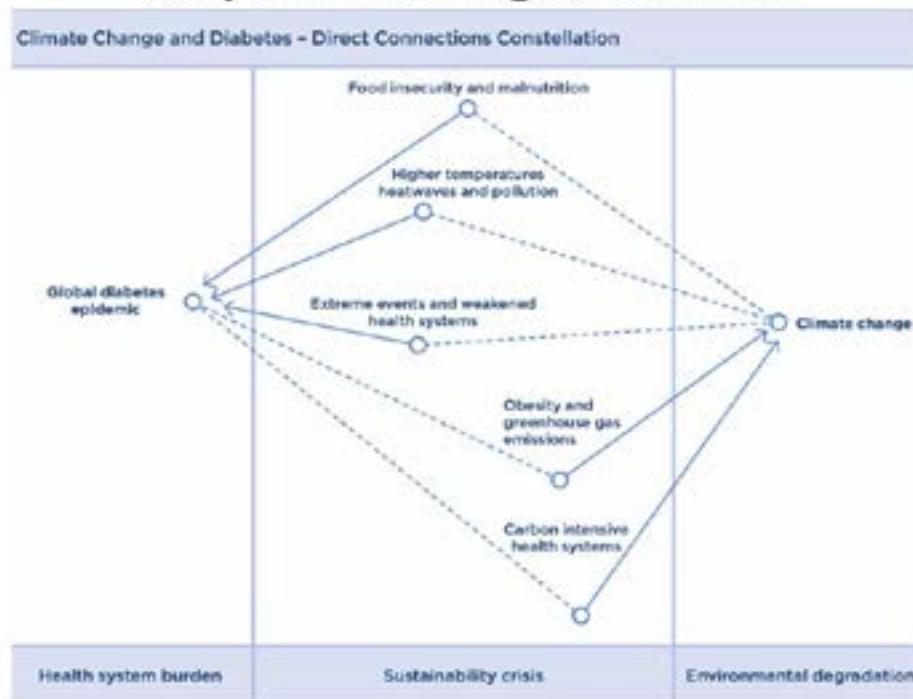 Climate Change and Diabetes – Direct Connections Constellation
Food insecurity and malnutrition
Higher temperatures
heatwaves and pollution
Global diabetes
epidemic
Extreme events and weakened
health systems
Climate change
Obesity and
greenhouse gas
emissions
Carbon intensive
health systems
Health system burden
Sustainability crisis
Environmental degradation